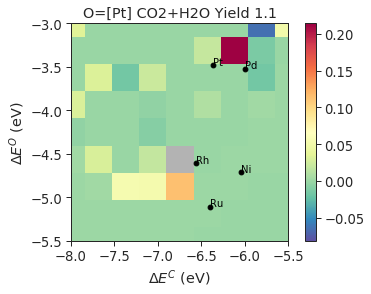 O=[Pt] CO2+H2O Yield 1.1
ΔE^O (eV)
−3.0
−3.5
−4.0
−4.5
−5.0
−5.5
Pt
Pd
Rh
Ni
Ru
−8.0 −7.5 −7.0 −6.5 −6.0 −5.5
ΔE^C (eV)
0.20
0.15
0.10
0.05
0.00
−0.05